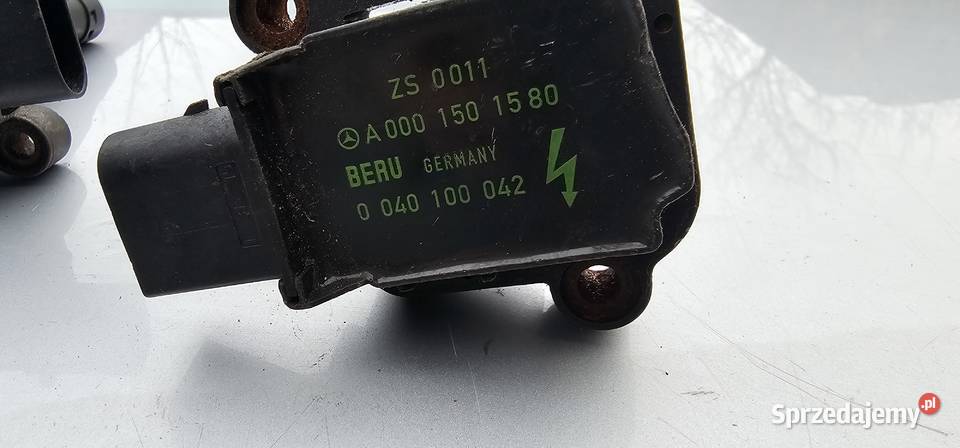 ZS 0011
A 000 150 15 80
BERU GERMANY
0 040 100 042
Sprzedajemy.pl